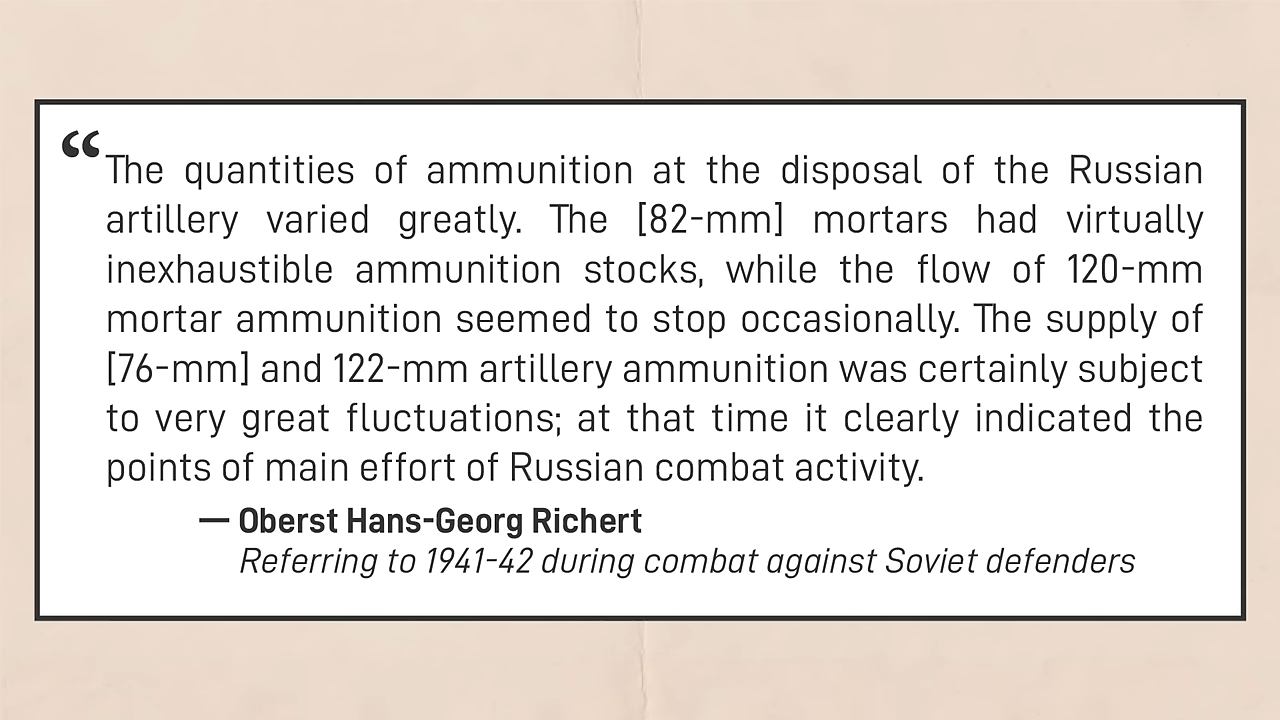 “The quantities of ammunition at the disposal of the Russian
artillery varied greatly. The [82-mm] mortars had virtually
inexhaustible ammunition stocks, while the flow of 120-mm
mortar ammunition seemed to stop occasionally. The supply of
[76-mm] and 122-mm artillery ammunition was certainly subject
to very great fluctuations; at that time it clearly indicated the
points of main effort of Russian combat activity.
— Oberst Hans-Georg Richert
Referring to 1941-42 during combat against Soviet defenders